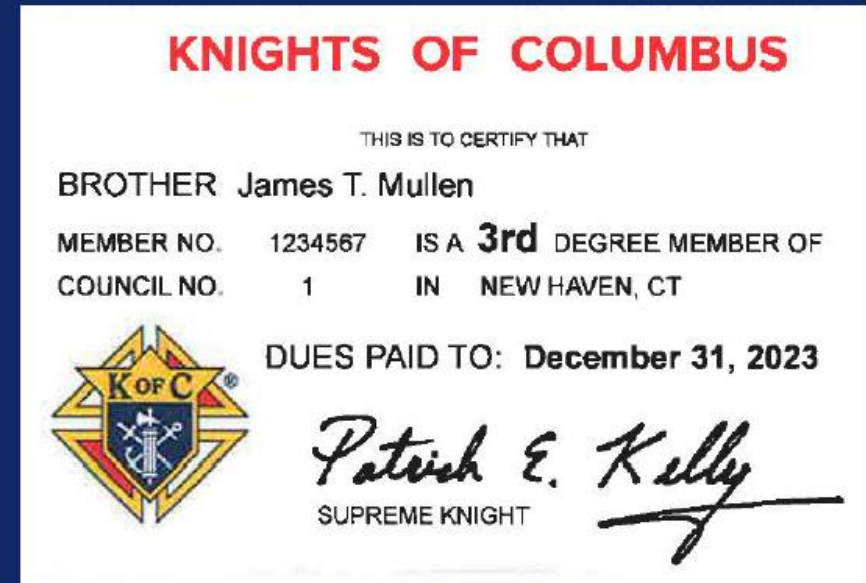 KNIGHTS OF COLUMBUS
THIS IS TO CERTIFY THAT
BROTHER James T. Mullen
MEMBER NO. 1234567 IS A 3rd DEGREE MEMBER OF
COUNCIL NO. 1 IN NEW HAVEN, CT
DUES PAID TO: December 31, 2023
K OF C ®
Patrick E. Kelly
SUPREME KNIGHT